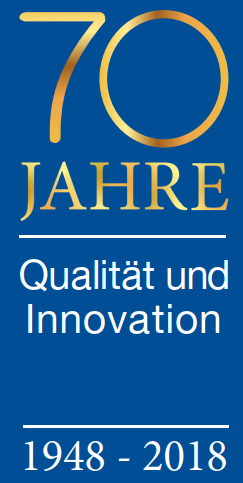 70
JAHRE
Qualität und
Innovation
1948 - 2018